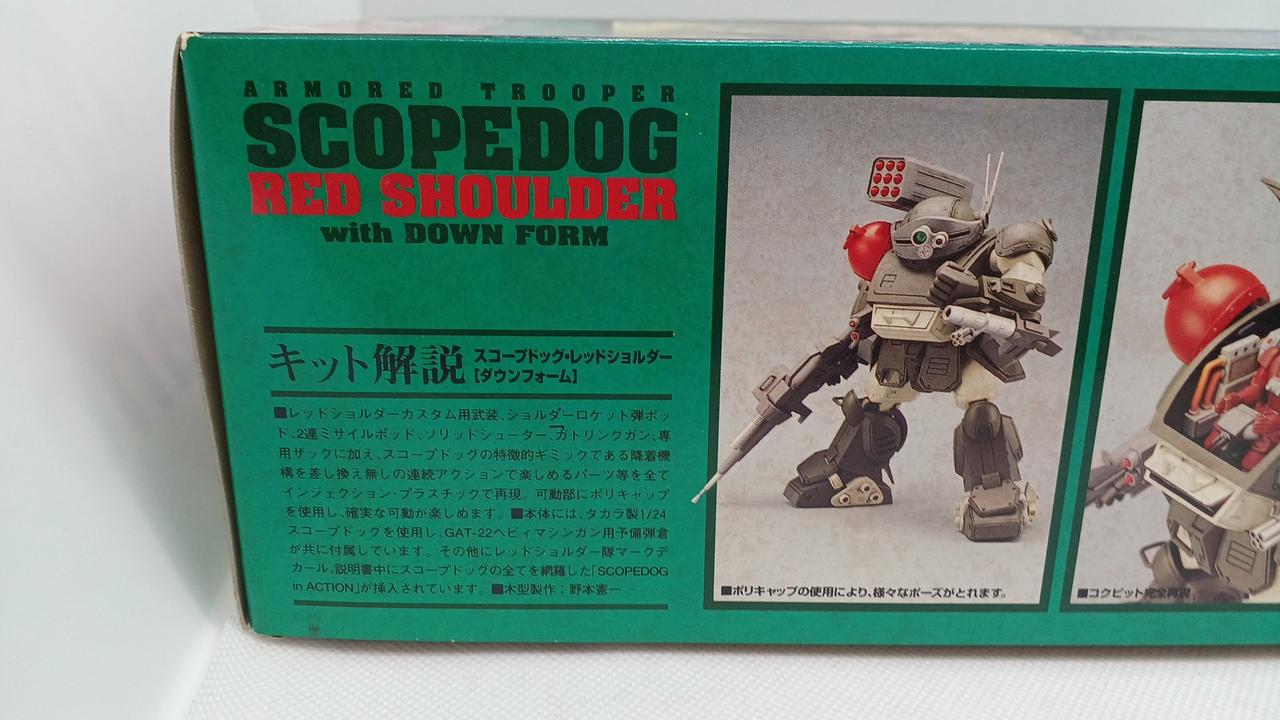 ARMORED TROOPER
SCOPEDOG
RED SHOULDER
with DOWN FORM
キット解説
スコープドッグ・レッドショルダー
[ダウンフォーム]
■レッドショルダーカスタム用武装、ショルダーロケット弾ポッ
ド、2連ミサイルポッド、ソリッドシューター、ガトリングガン、専
用ザックに加え、スコープドッグの特徴的ギミックである降着機
構を差し換え無しの連続アクションで楽しめるパーツ等を全て
インジェクション・プラスチックで再現。可動部にポリキャップ
を使用し、確実な可動が楽しめます。■本体には、タカラ製1/24
スコープドッグを使用し、GAT-22ヘビィマシンガン用予備弾倉
が共に付属しています。その他にレッドショルダー隊マークデ
カール、説明書中にスコープドッグの全てを網羅した「SCOPEDOG
in ACTION」が挿入されています。■木型製作：野本憲一
■ポリキャップの使用により、様々なポーズがとれます。
■コクピット完全再現